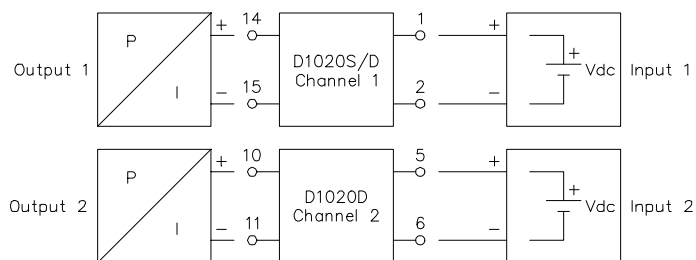 + 14 1 +
P
Output 1
D1020S/D
Channel 1
+
Vdc
Input 1
I
− 15 2 −
+ 10 5 +
P
Output 2
D1020D
Channel 2
+
Vdc
Input 2
I
− 11 6 −